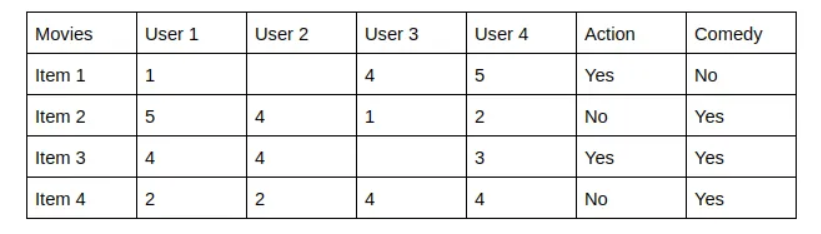 Movies User 1 User 2 User 3 User 4 Action Comedy
Item 1 1 4 5 Yes No
Item 2 5 4 1 2 No Yes
Item 3 4 4 3 Yes Yes
Item 4 2 2 4 4 No Yes